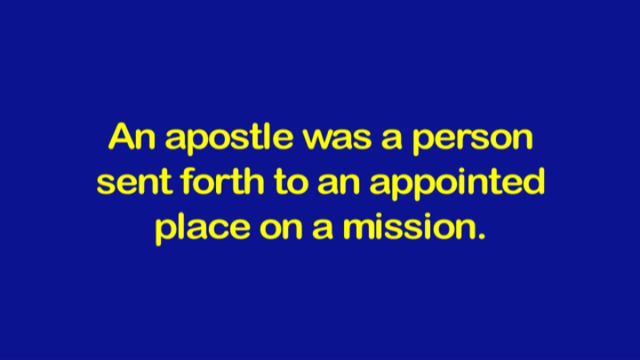 An apostle was a person
sent forth to an appointed
place on a mission.